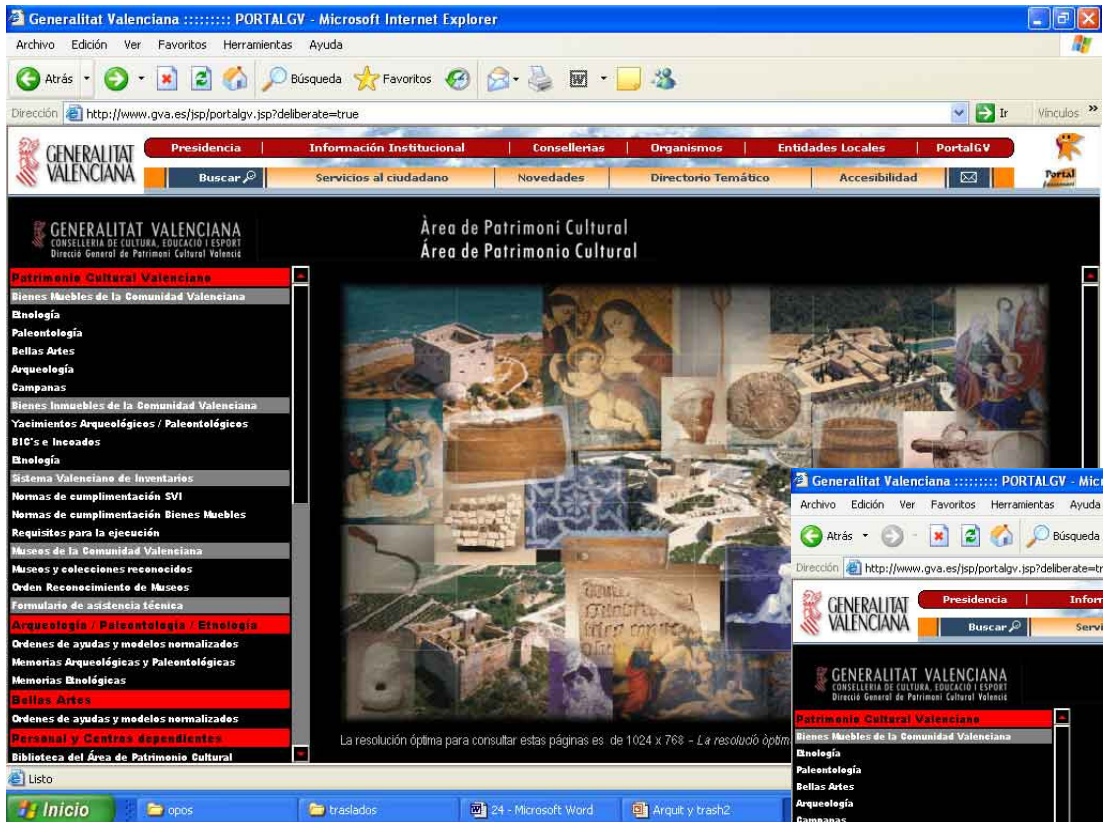 Generalitat Valenciana ::::::::: PORTALGV - Microsoft Internet Explorer
Archivo Edición Ver Favoritos Herramientas Ayuda
Atrás Búsqueda Favoritos
Dirección http://www.gva.es/jsp/portalgv.jsp?deliberate=true Ir Vínculos »
GENERALITAT VALENCIANA
Presidencia | Información Institucional | Consellerias | Organismos | Entidades Locales | PortalGV
Buscar Servicios al ciudadano Novedades Directorio Temático Accesibilidad Portal
GENERALITAT VALENCIANA
CONSELLERIA DE CULTURA, EDUCACIÓ I ESPORT
Direcció General de Patrimoni Cultural Valencià
Àrea de Patrimoni Cultural
Área de Patrimonio Cultural
Patrimonio Cultural Valenciano
Bienes Muebles de la Comunidad Valenciana
Etnología
Paleontología
Bellas Artes
Arqueología
Campanas
Bienes Inmuebles de la Comunidad Valenciana
Yacimientos Arqueológicos / Paleontológicos
BIC's e Incoados
Etnología
Sistema Valenciano de Inventarios
Normas de cumplimentación SVI
Normas de cumplimentación Bienes Muebles
Requisitos para la ejecución
Museos de la Comunidad Valenciana
Museos y colecciones reconocidos
Orden Reconocimiento de Museos
Formulario de asistencia técnica
Arqueología / Paleontología / Etnología
Ordenes de ayudas y modelos normalizados
Memorias Arqueológicas y Paleontológicas
Memorias Etnológicas
Bellas Artes
Ordenes de ayudas y modelos normalizados
Personal y Centros dependientes
Biblioteca del Área de Patrimonio Cultural
La resolución óptima para consultar estas páginas es de 1024 x 768 - La resolució òptim
Listo
Inicio opos traslados 24 - Microsoft Word Arquit y trash2
Generalitat Valenciana ::::::::: PORTALGV - Micr
Archivo Edición Ver Favoritos Herramientas Ayuda
Atrás Búsqueda
Dirección http://www.gva.es/jsp/portalgv.jsp?deliberate=tr
GENERALITAT VALENCIANA
Presidencia | Inform
Buscar Servi
GENERALITAT VALENCIANA
CONSELLERIA DE CULTURA, EDUCACIÓ I ESPORT
Direcció General de Patrimoni Cultural Valencià
Patrimonio Cultural Valenciano
Bienes Muebles de la Comunidad Valenciana
Etnología
Paleontología
Bellas Artes
Arqueología
Campanas